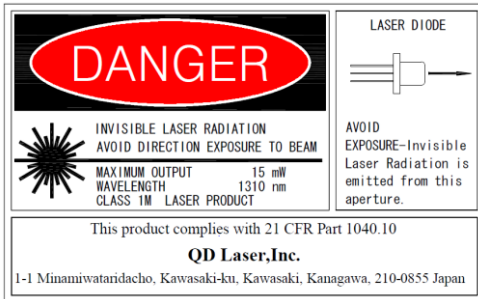 DANGER
INVISIBLE LASER RADIATION
AVOID DIRECTION EXPOSURE TO BEAM
MAXIMUM OUTPUT 15 mW
WAVELENGTH 1310 nm
CLASS 1M LASER PRODUCT
LASER DIODE
AVOID
EXPOSURE-Invisible
Laser Radiation is
emitted from this
aperture.
This product complies with 21 CFR Part 1040.10
QD Laser,Inc.
1-1 Minamiwataridacho, Kawasaki-ku, Kawasaki, Kanagawa, 210-0855 Japan